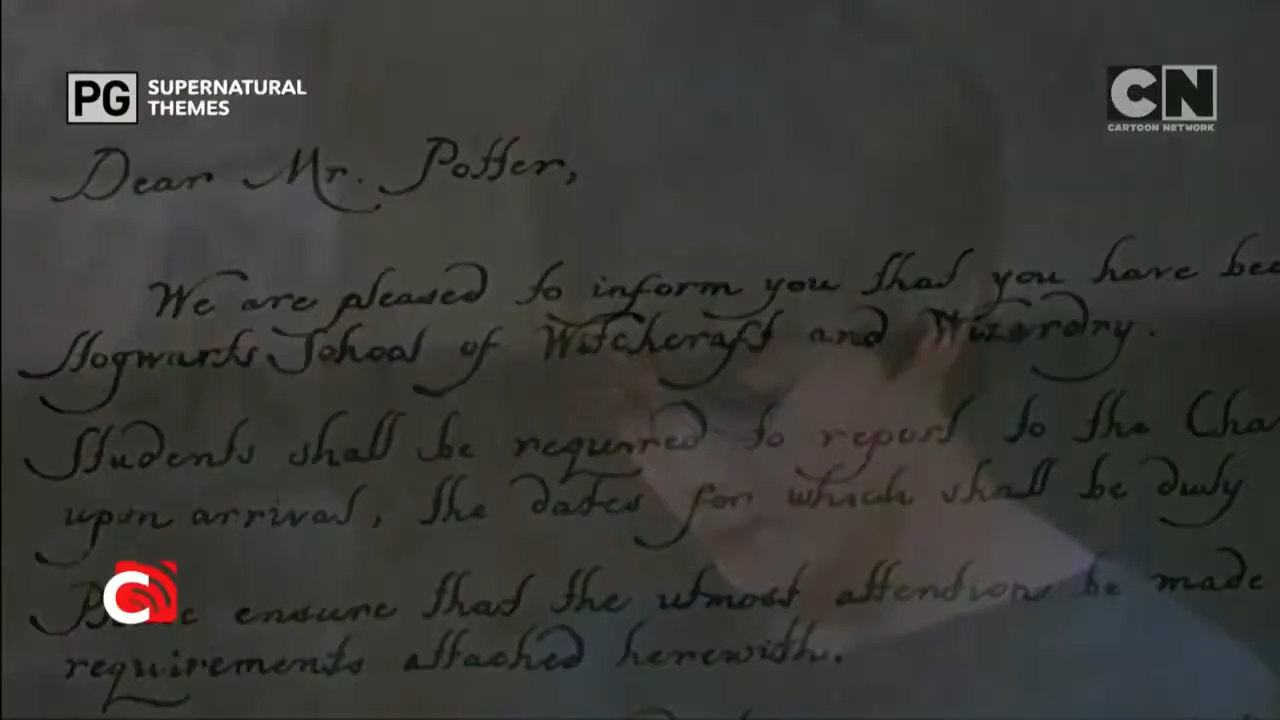 PG SUPERNATURAL
THEMES
CN
CARTOON NETWORK
Dear Mr. Potter,
We are pleased to inform you that you have bee
Hogwarts School of Witchcraft and Wizardry.
Students shall be required to report to the Cha
upon arrival, the dates for which shall be duly
ensure that the utmost attention be made
requirements attached herewith.